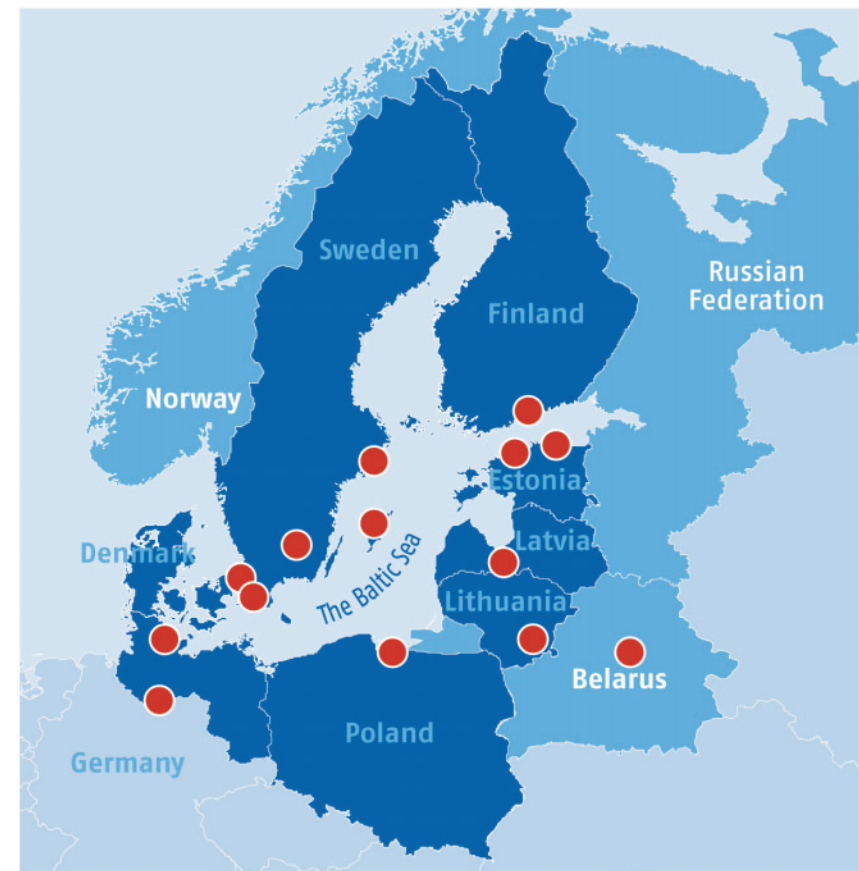 Sweden
Russian
Federation
Finland
Norway
Estonia
Denmark
Latvia
The Baltic Sea
Lithuania
Belarus
Poland
Germany